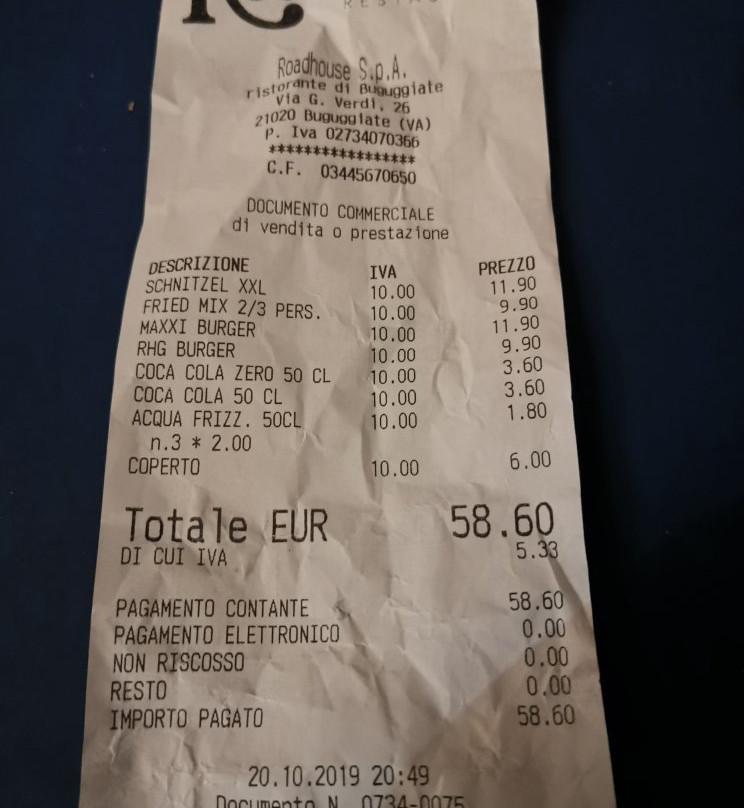 Roadhouse S.p.A.
ristorante di Buguggiate
Via G. Verdi, 26
21020 Buguggiate (VA)
P. Iva 02734070366
*****************
C.F. 03445670650
DOCUMENTO COMMERCIALE
di vendita o prestazione
DESCRIZIONE IVA PREZZO
SCHNITZEL XXL 10.00 11.90
FRIED MIX 2/3 PERS. 10.00 9.90
MAXXI BURGER 10.00 11.90
RHG BURGER 10.00 9.90
COCA COLA ZERO 50 CL 10.00 3.60
COCA COLA 50 CL 10.00 3.60
ACQUA FRIZZ. 50CL 10.00 1.80
n.3 * 2.00
COPERTO 10.00 6.00
Totale EUR 58.60
DI CUI IVA 5.33
PAGAMENTO CONTANTE 58.60
PAGAMENTO ELETTRONICO 0.00
NON RISCOSSO 0.00
RESTO 0.00
IMPORTO PAGATO 58.60
20.10.2019 20:49
Documento N. 0734-0075